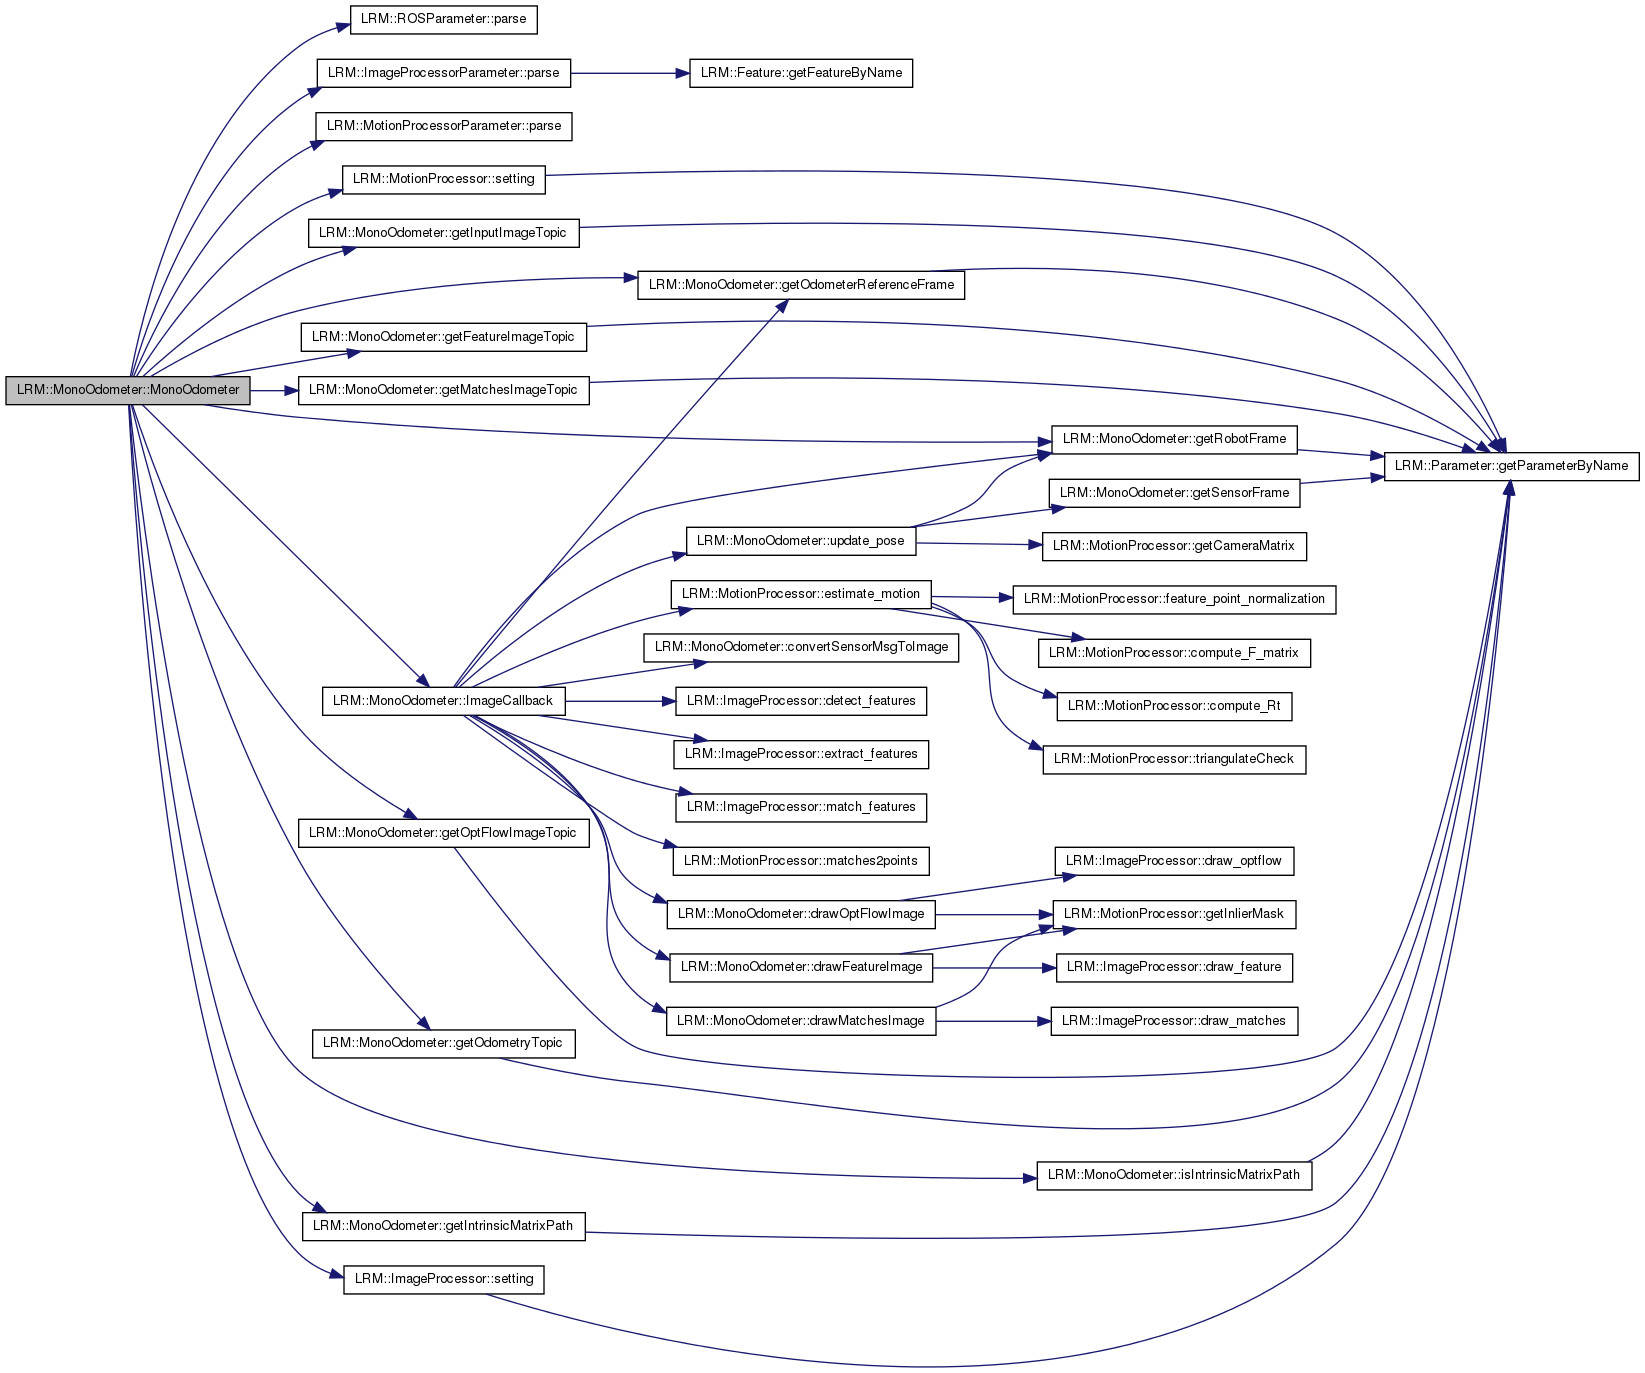 LRM::ROSParameter::parse
LRM::ImageProcessorParameter::parse
LRM::Feature::getFeatureByName
LRM::MotionProcessorParameter::parse
LRM::MotionProcessor::setting
LRM::MonoOdometer::getInputImageTopic
LRM::MonoOdometer::getOdometerReferenceFrame
LRM::MonoOdometer::getFeatureImageTopic
LRM::MonoOdometer::MonoOdometer
LRM::MonoOdometer::getMatchesImageTopic
LRM::MonoOdometer::getRobotFrame
LRM::Parameter::getParameterByName
LRM::MonoOdometer::getSensorFrame
LRM::MonoOdometer::update_pose
LRM::MotionProcessor::getCameraMatrix
LRM::MotionProcessor::estimate_motion
LRM::MotionProcessor::feature_point_normalization
LRM::MonoOdometer::convertSensorMsgToImage
LRM::MotionProcessor::compute_F_matrix
LRM::MonoOdometer::ImageCallback
LRM::ImageProcessor::detect_features
LRM::MotionProcessor::compute_Rt
LRM::ImageProcessor::extract_features
LRM::MotionProcessor::triangulateCheck
LRM::ImageProcessor::match_features
LRM::MonoOdometer::getOptFlowImageTopic
LRM::MotionProcessor::matches2points
LRM::ImageProcessor::draw_optflow
LRM::MonoOdometer::drawOptFlowImage
LRM::MotionProcessor::getInlierMask
LRM::MonoOdometer::drawFeatureImage
LRM::ImageProcessor::draw_feature
LRM::MonoOdometer::drawMatchesImage
LRM::ImageProcessor::draw_matches
LRM::MonoOdometer::getOdometryTopic
LRM::MonoOdometer::isIntrinsicMatrixPath
LRM::MonoOdometer::getIntrinsicMatrixPath
LRM::ImageProcessor::setting